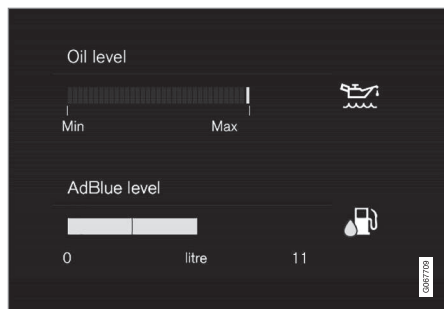 Oil level
Min Max
AdBlue level
0 litre 11
G067709